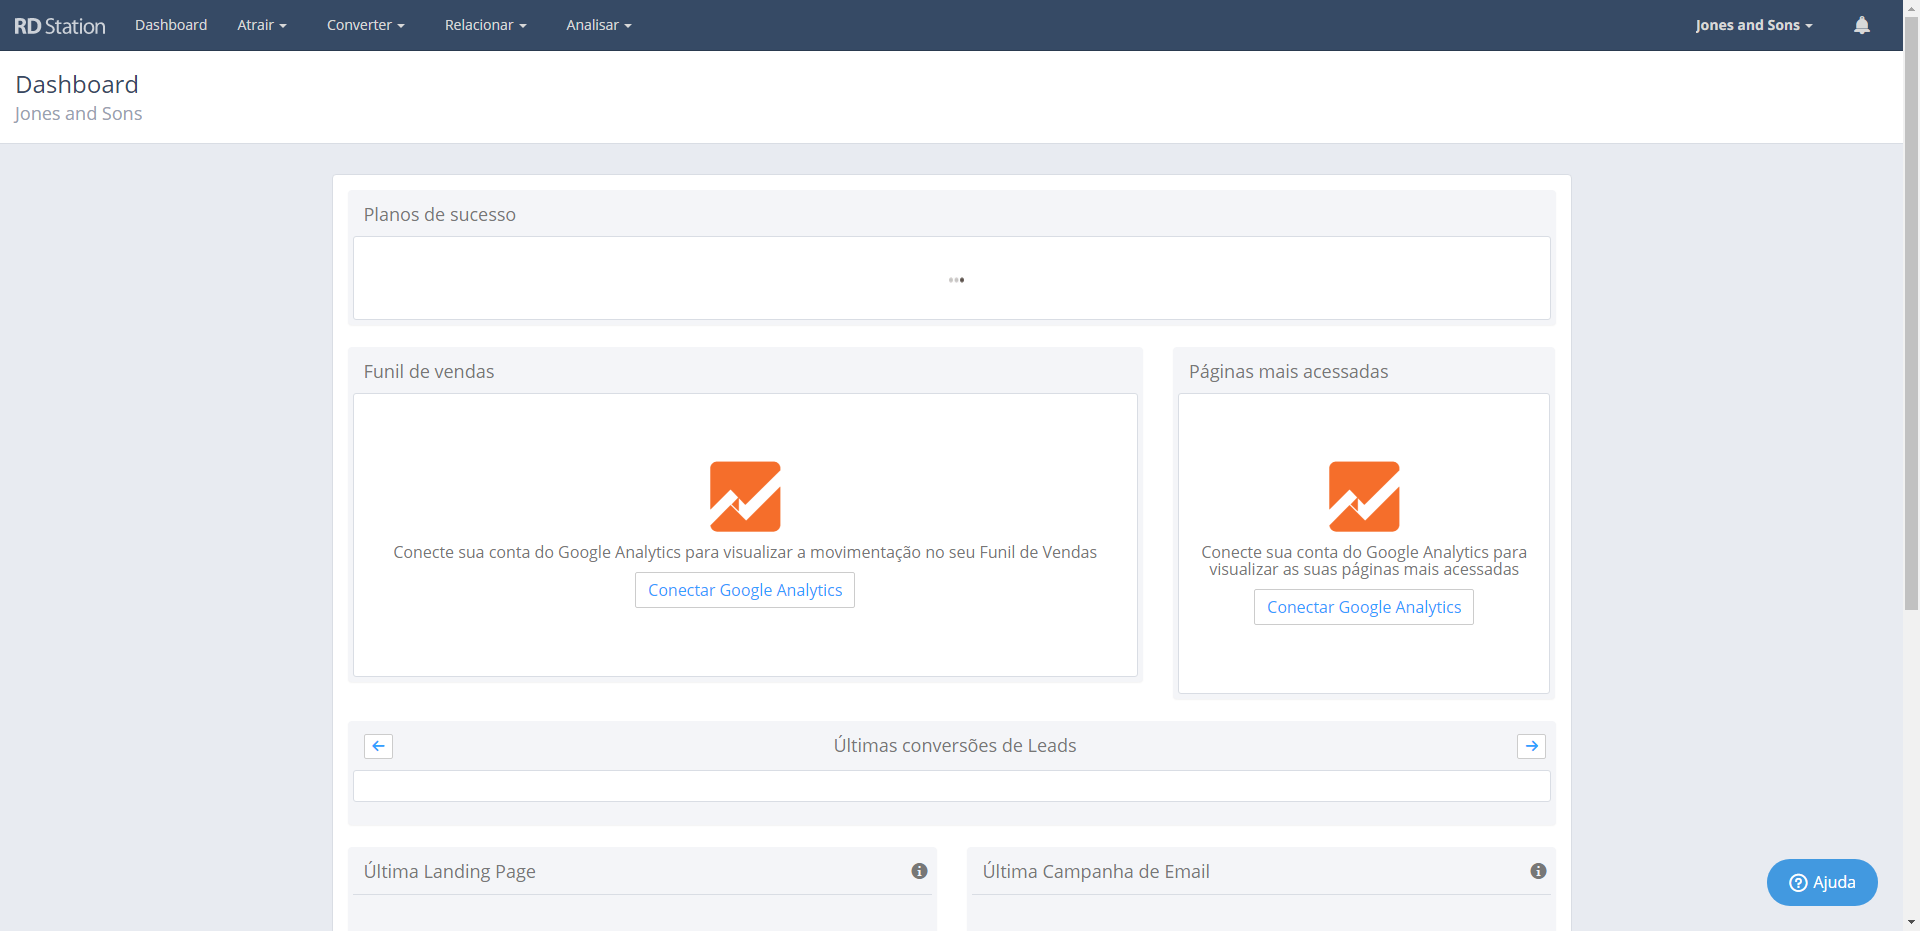 RD Station
Dashboard
Atrair
Converter
Relacionar
Analisar
Jones and Sons
Dashboard
Jones and Sons
Planos de sucesso
Funil de vendas
Páginas mais acessadas
Conecte sua conta do Google Analytics para visualizar a movimentação no seu Funil de Vendas
Conectar Google Analytics
Conecte sua conta do Google Analytics para
visualizar as suas páginas mais acessadas
Conectar Google Analytics
Últimas conversões de Leads
Última Landing Page
Última Campanha de Email
Ajuda